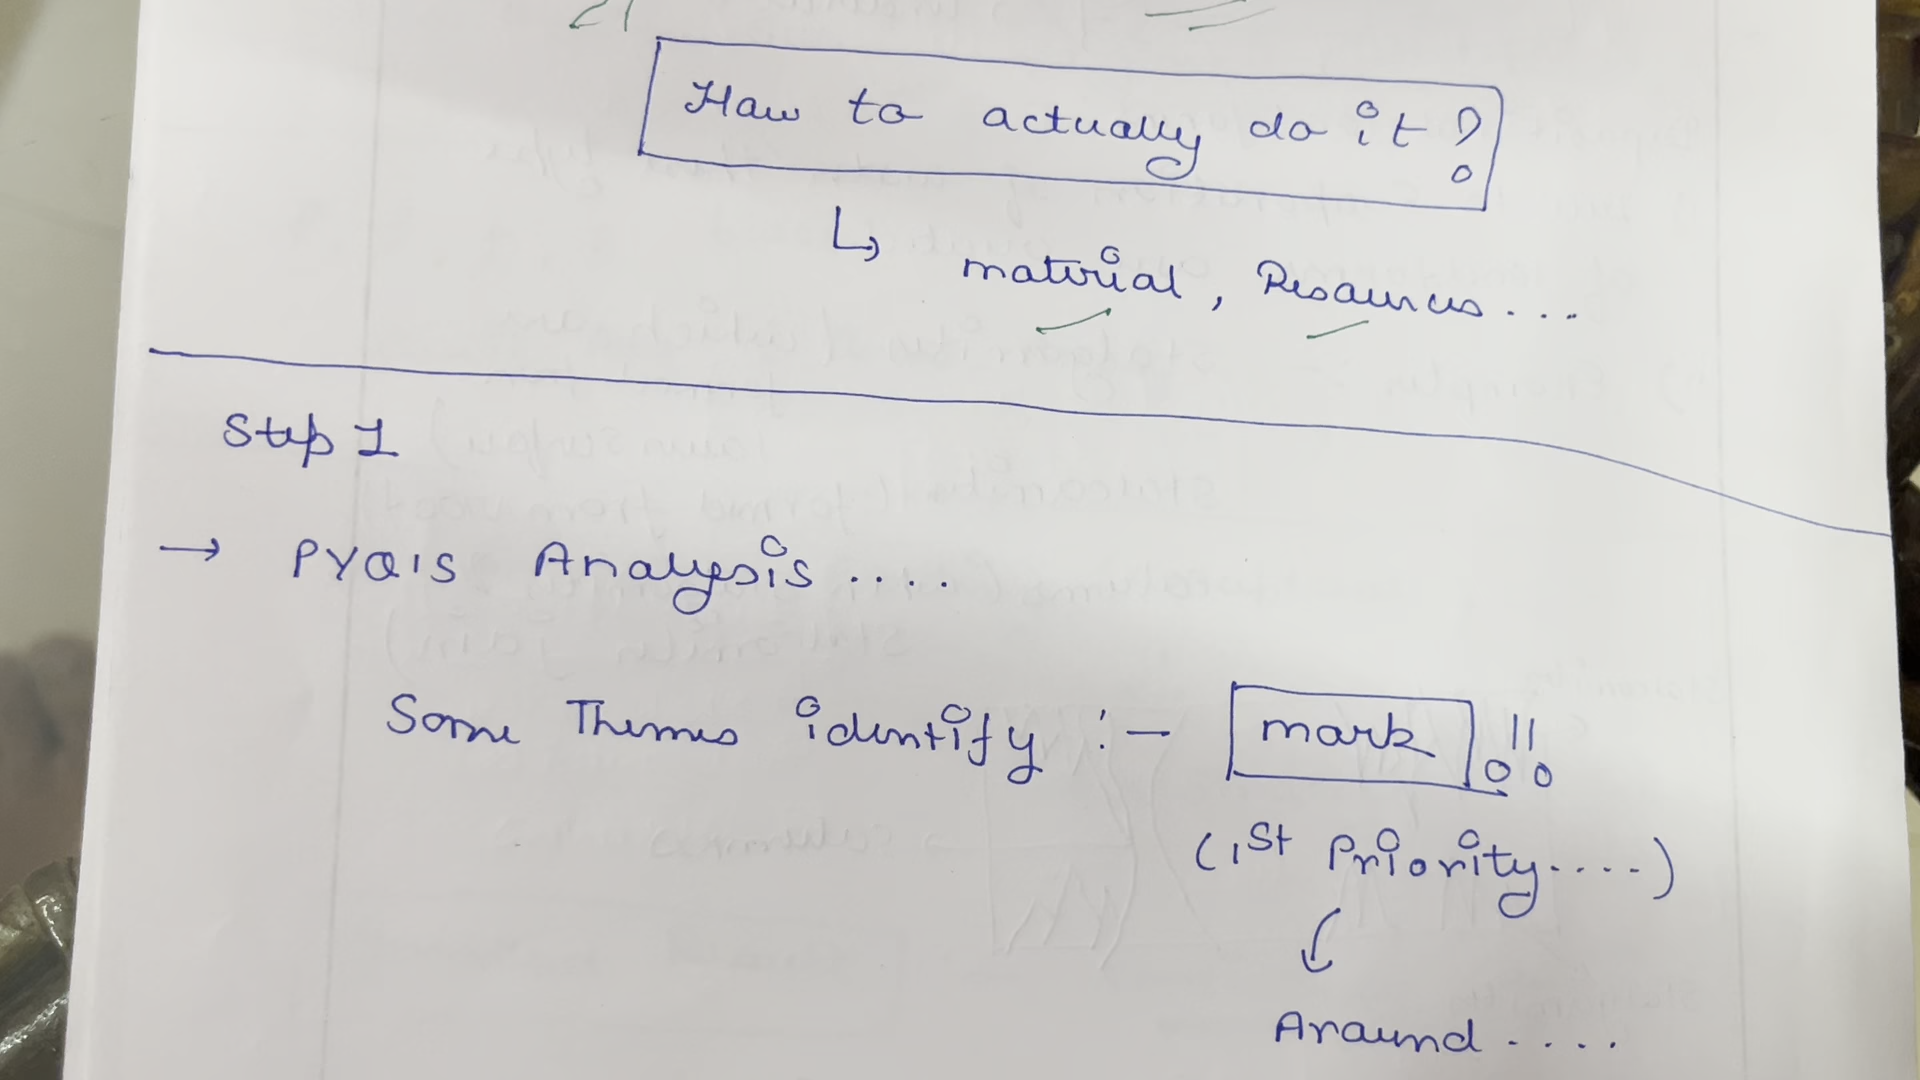 How to actually do it?
↳ material, Resources...
Step 1
→ PYQ's Analysis....
Some Themes identify :- mark !!
(1st Priority....)
Around....